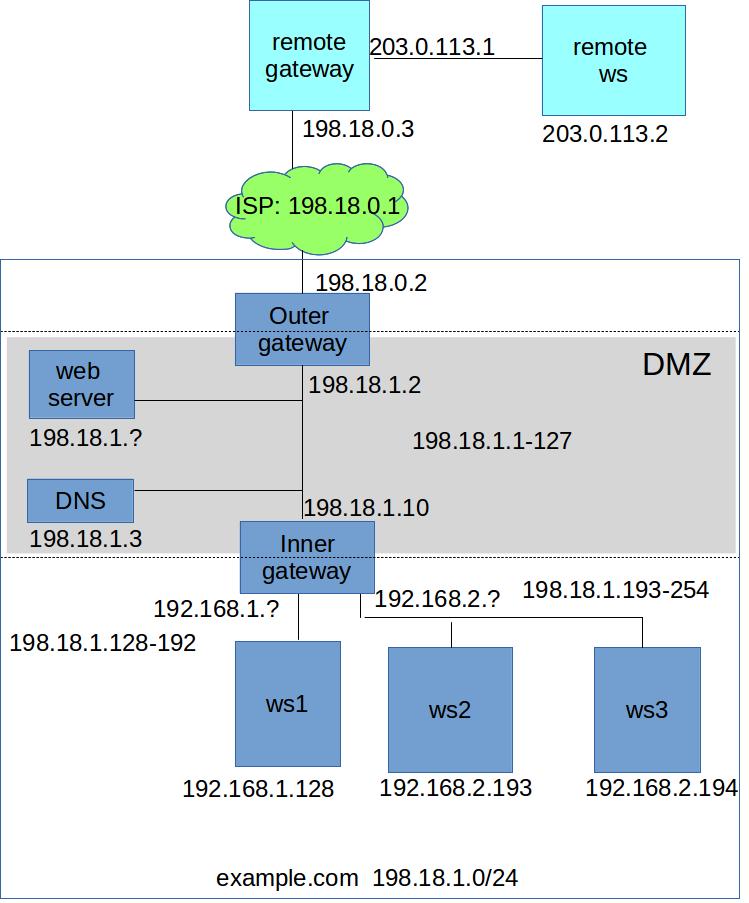 remote
gateway
203.0.113.1
remote
ws
198.18.0.3
203.0.113.2
ISP: 198.18.0.1
198.18.0.2
Outer
gateway
DMZ
web
server
198.18.1.2
198.18.1.?
198.18.1.1-127
DNS
198.18.1.10
198.18.1.3
Inner
gateway
192.168.1.?
192.168.2.?
198.18.1.193-254
198.18.1.128-192
ws1
ws2
ws3
192.168.1.128
192.168.2.193
192.168.2.194
example.com 198.18.1.0/24